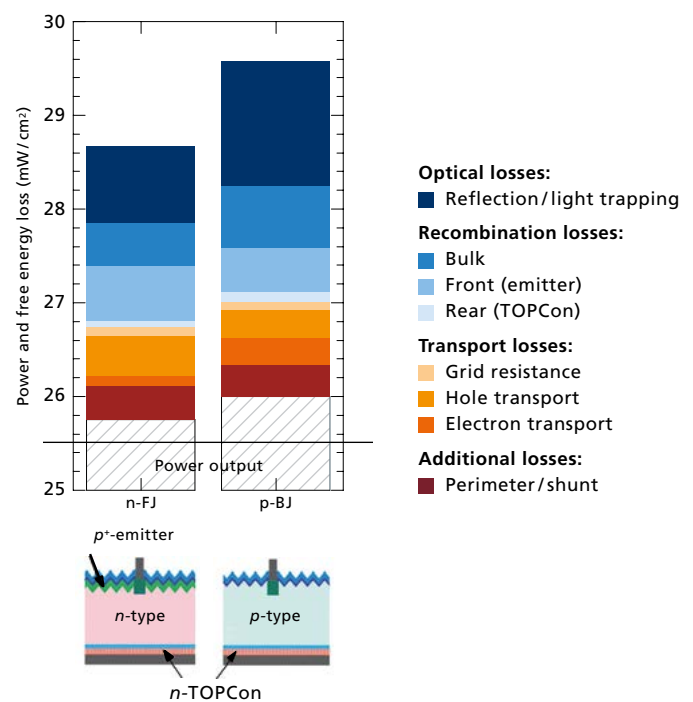 Power and free energy loss (mW/cm²)
30
29
28
27
26
25
Power output
n-FJ
p-BJ
Optical losses:
Reflection/light trapping
Recombination losses:
Bulk
Front (emitter)
Rear (TOPCon)
Transport losses:
Grid resistance
Hole transport
Electron transport
Additional losses:
Perimeter/shunt
p⁺-emitter
n-type
p-type
n-TOPCon